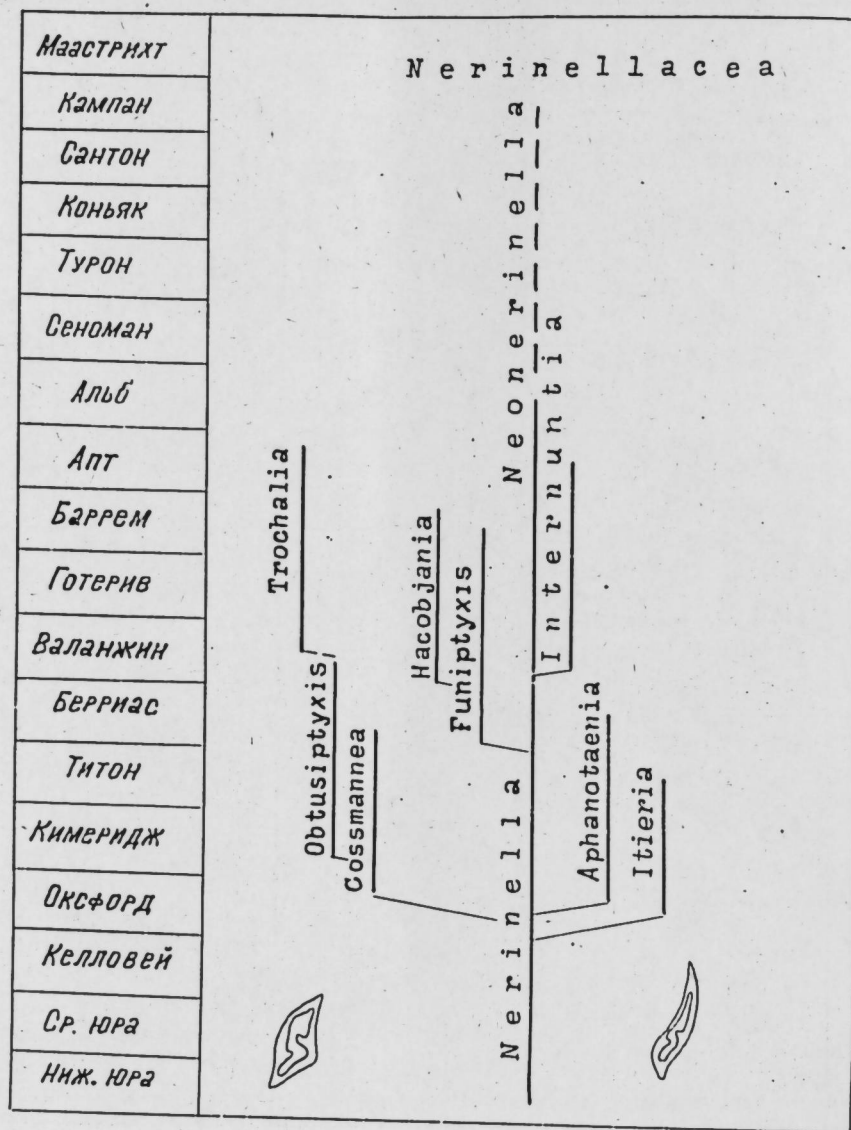 Маастрихт
Кампан
Сантон
Коньяк
Турон
Сеноман
Альб
Апт
Баррем
Готерив
Валанжин
Берриас
Титон
Кимеридж
Оксфорд
Келловей
Ср. юра
Ниж. юра
Nerinellacea
Neonerinella
Internuntia
Trochalia
Hacobjania
Funiptyxis
Obtusiptyxis
Cossmannea
Nerinella
Aphanotaenia
Itieria